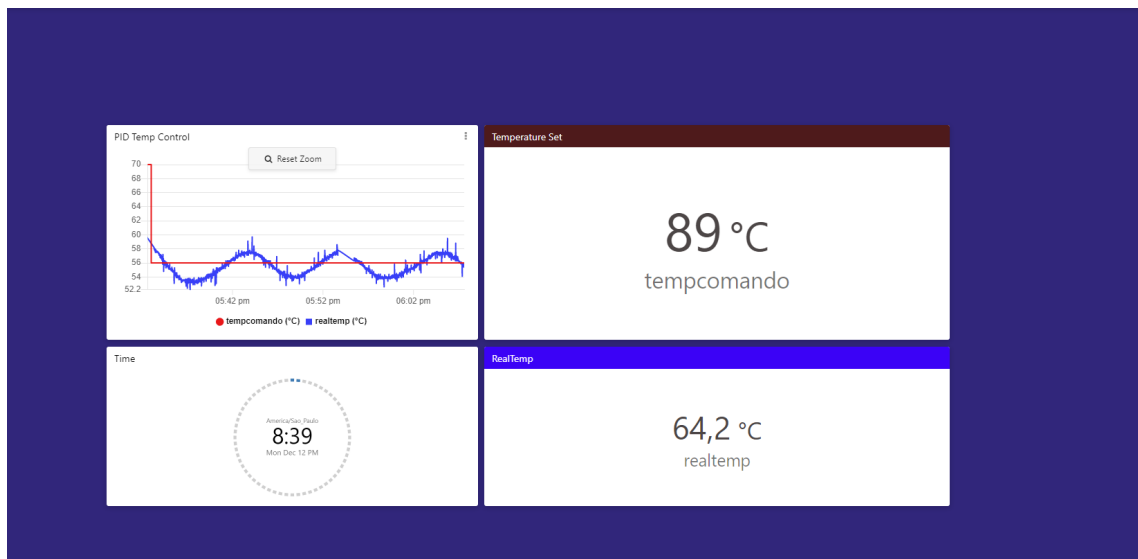 PID Temp Control
Reset Zoom
70
68
66
64
62
60
58
56
54
52.2
05:42 pm
05:52 pm
06:02 pm
tempcomando (°C) realtemp (°C)
Temperature Set
89 °C
tempcomando
Time
America/Sao_Paulo
8:39
Mon Dec 12 PM
RealTemp
64,2 °C
realtemp